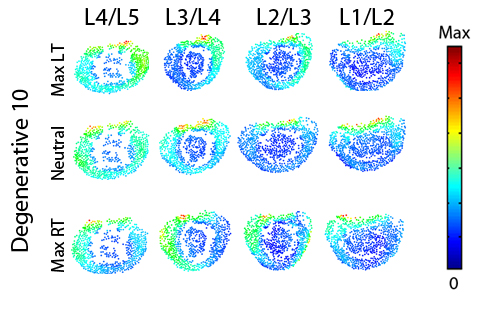 L4/L5 L3/L4 L2/L3 L1/L2
Max
Degenerative 10
Max LT
Neutral
Max RT
0